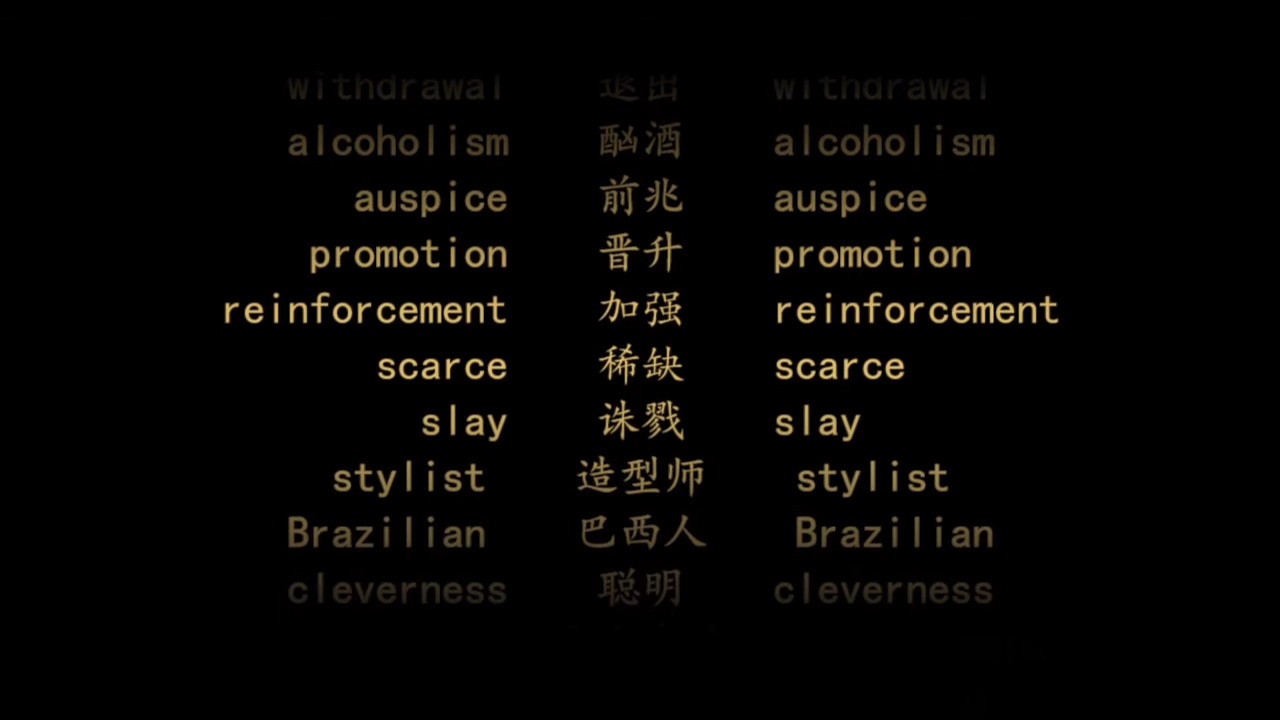 withdrawal 退出 withdrawal
alcoholism 酗酒 alcoholism
auspice 前兆 auspice
promotion 晋升 promotion
reinforcement 加强 reinforcement
scarce 稀缺 scarce
slay 诛戮 slay
stylist 造型师 stylist
Brazilian 巴西人 Brazilian
cleverness 聪明 cleverness